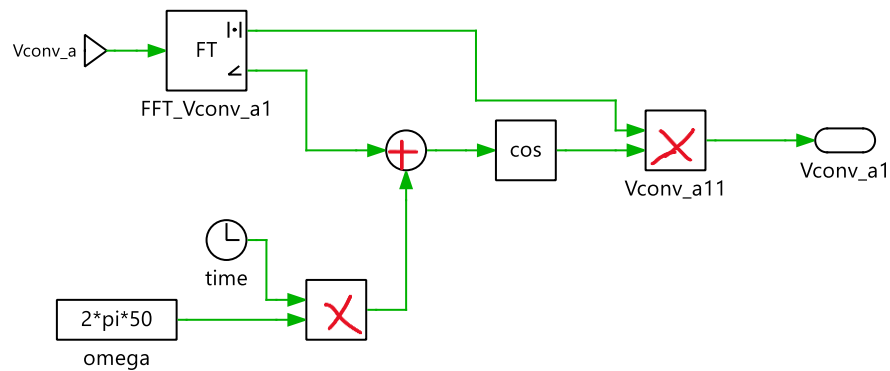 Vconv_a
FT
|•|
∠
FFT_Vconv_a1
+
cos
×
Vconv_a11
Vconv_a1
time
2*pi*50
×
omega